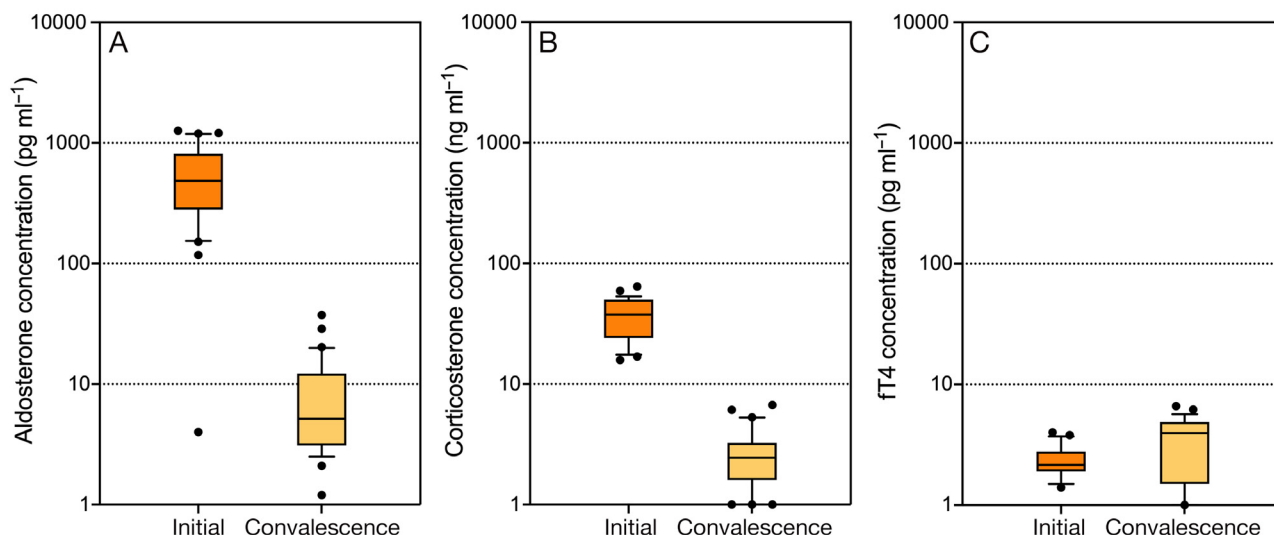 A
Aldosterone concentration (pg ml⁻¹)
10000
1000
100
10
1
Initial Convalescence
B
Corticosterone concentration (ng ml⁻¹)
10000
1000
100
10
1
Initial Convalescence
C
fT4 concentration (pg ml⁻¹)
10000
1000
100
10
1
Initial Convalescence